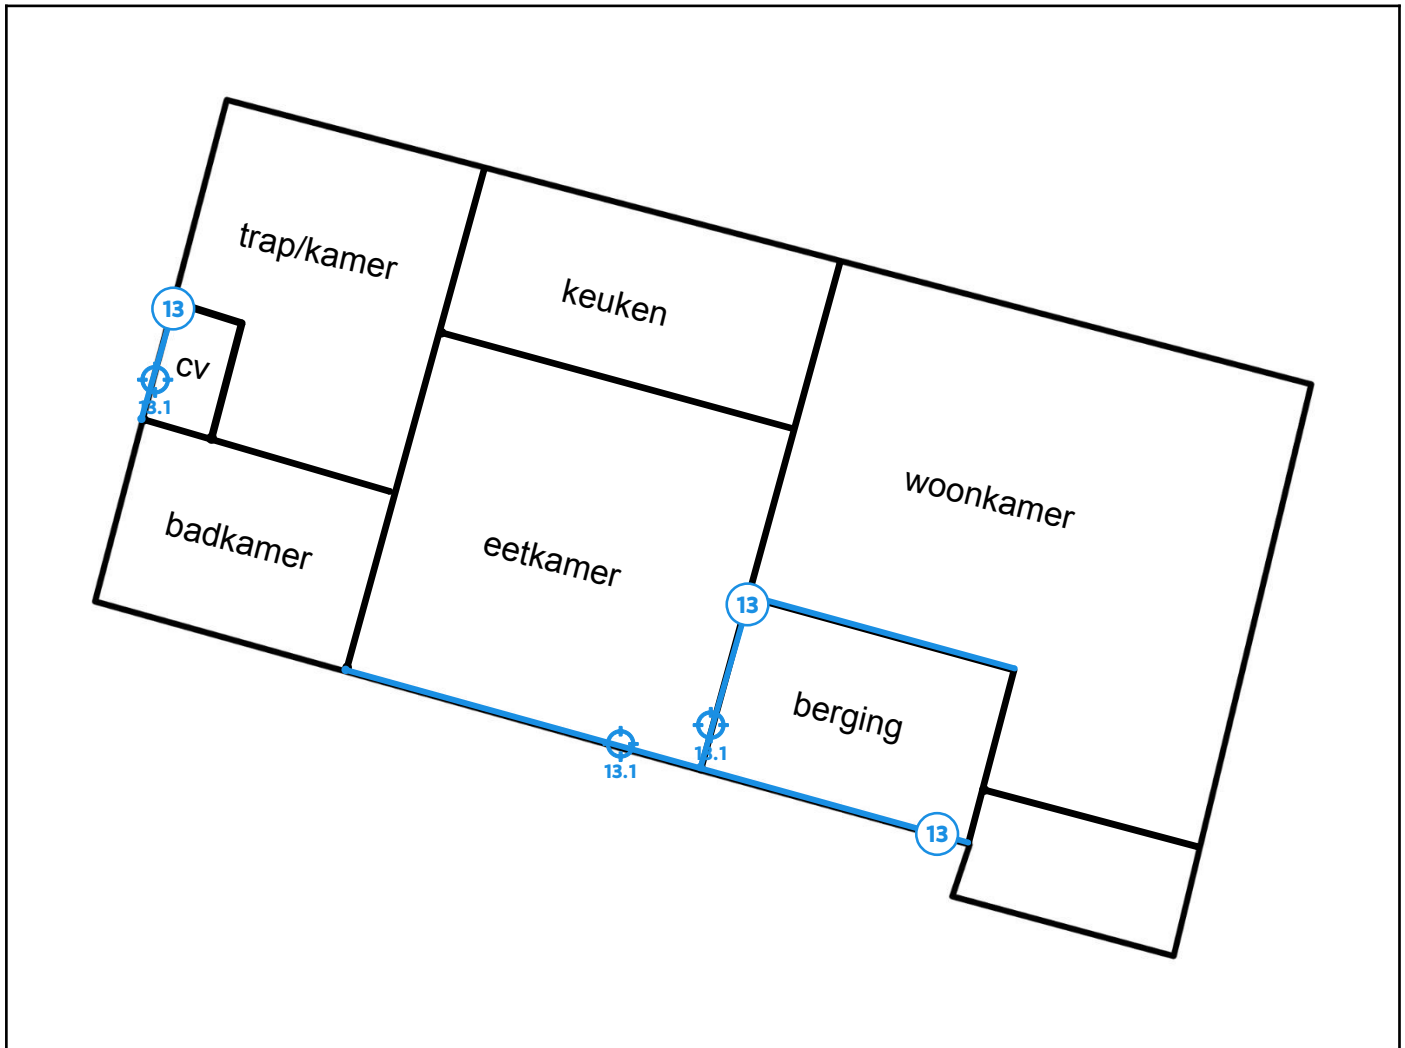 trap/kamer
keuken
13
cv
13.1
woonkamer
badkamer
eetkamer
13
berging
13.1
13.1
13